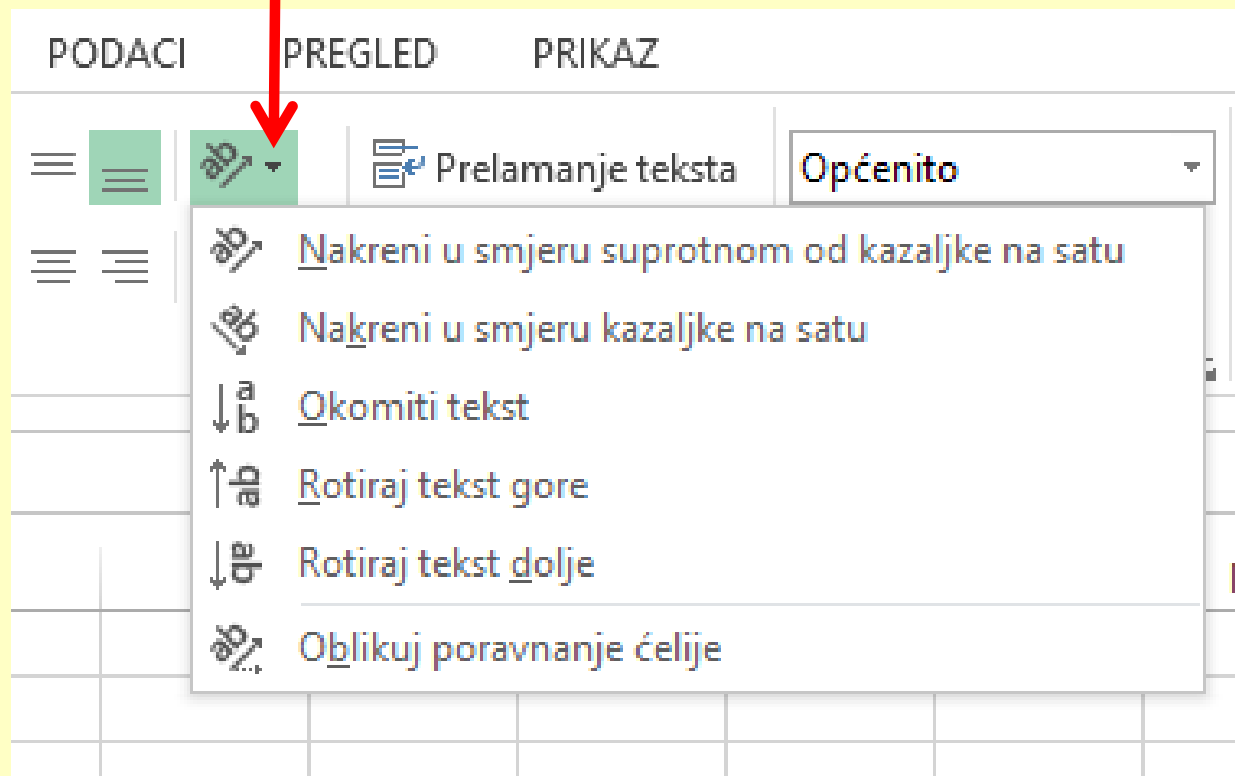 PODACI PREGLED PRIKAZ
Prelamanje teksta Općenito
Nakreni u smjeru suprotnom od kazaljke na satu
Nakreni u smjeru kazaljke na satu
Okomiti tekst
Rotiraj tekst gore
Rotiraj tekst dolje
Oblikuj poravnanje ćelije